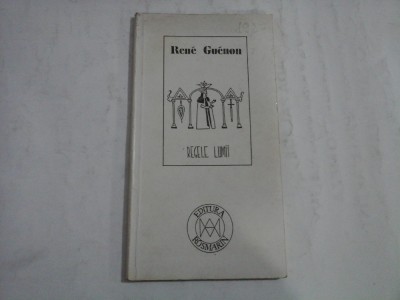 René Guénon
REGELE LUMII
EDITURA
ROSMARIN